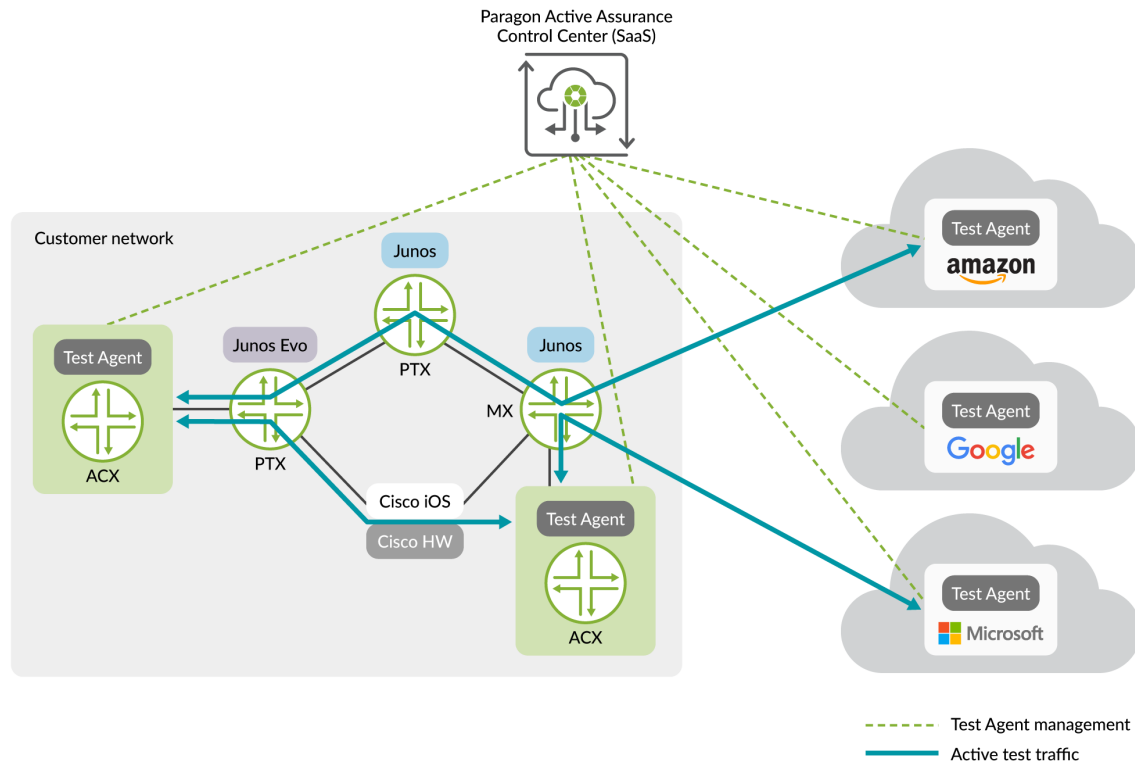 Paragon Active Assurance
Control Center (SaaS)
Customer network
Junos
Test Agent
amazon
Test Agent
ACX
Junos Evo
PTX
PTX
Junos
MX
Test Agent
Google
Cisco iOS
Cisco HW
Test Agent
ACX
Test Agent
Microsoft
Test Agent management
Active test traffic